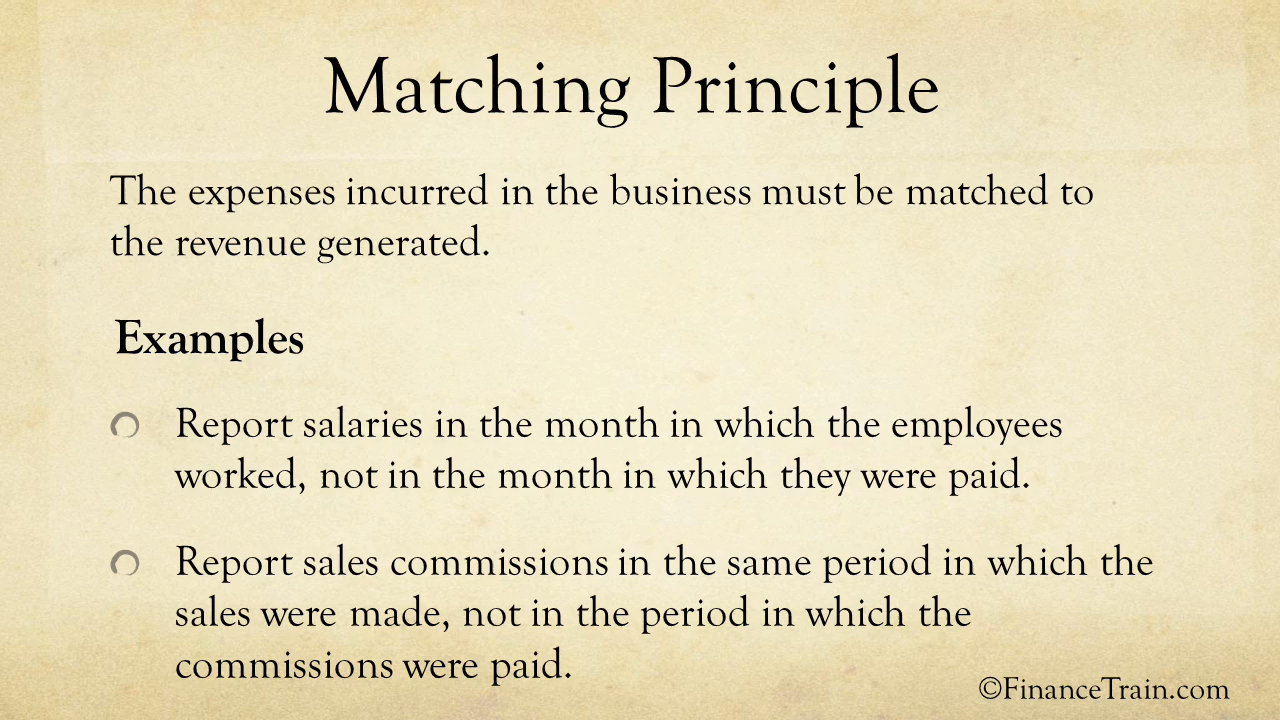 Matching Principle
The expenses incurred in the business must be matched to
the revenue generated.
Examples
Report salaries in the month in which the employees
worked, not in the month in which they were paid.
Report sales commissions in the same period in which the
sales were made, not in the period in which the
commissions were paid.
©FinanceTrain.com